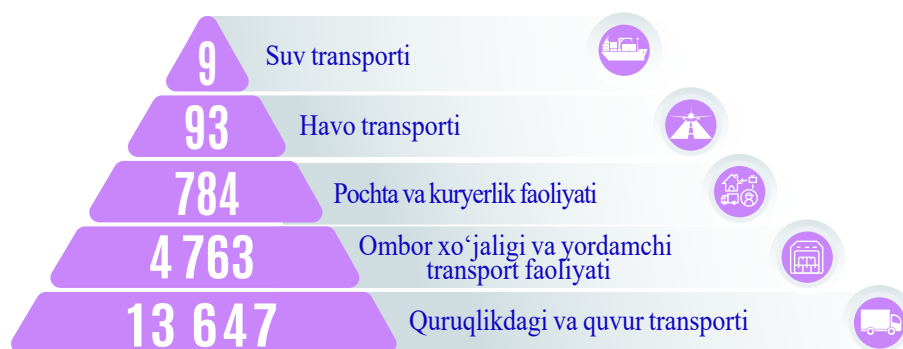 9
Suv transporti
93
Havo transporti
784
Pochta va kuryerlik faoliyati
4 763
Ombor xo‘jaligi va yordamchi
transport faoliyati
13 647
Quruqlikdagi va quvur transporti